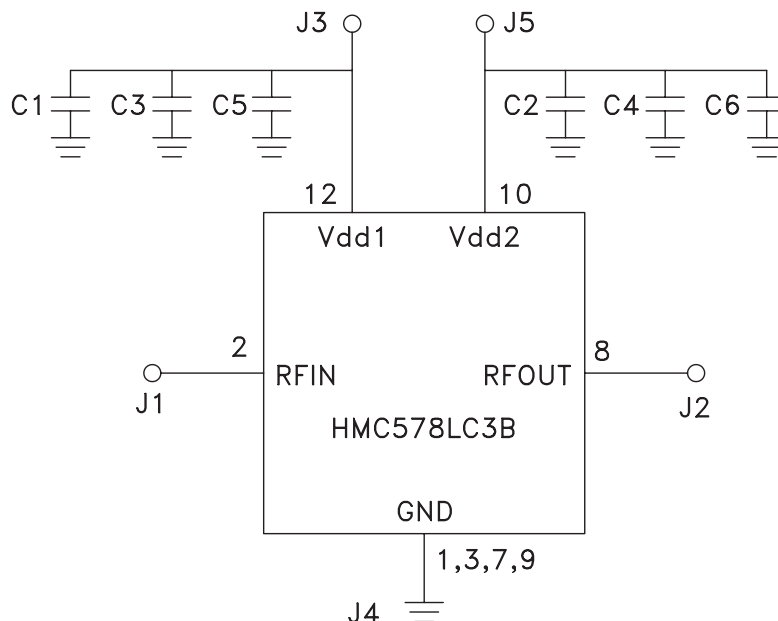 J3 J5
C1 C3 C5 C2 C4 C6
12 10
Vdd1 Vdd2
2 8
RFIN RFOUT
J1 J2
HMC578LC3B
GND
1,3,7,9
J4